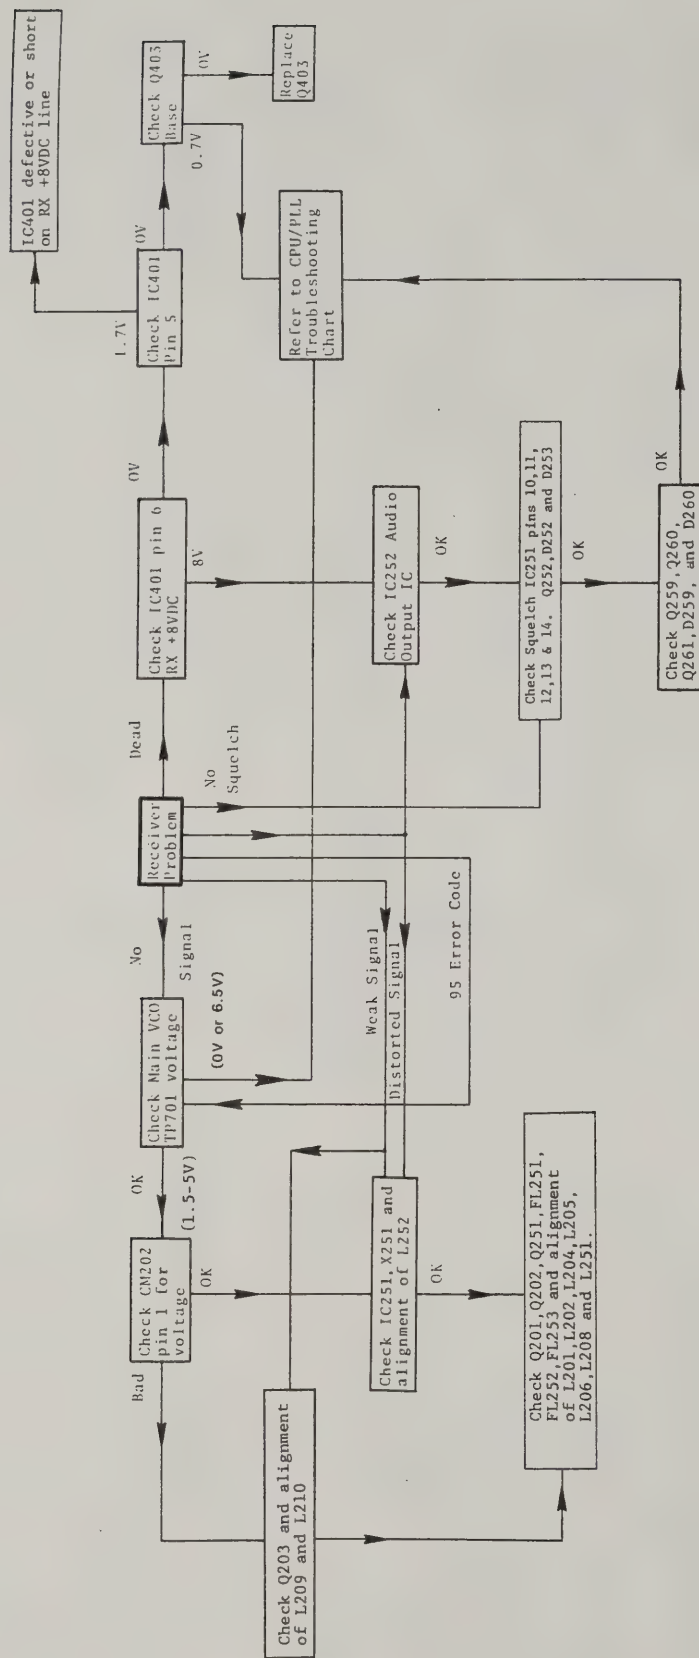 IC401 defective or short
on RX +8VDC line
1.7V
0V
Check IC401
Pin 5
0V
Check Q403
Base
0V
Replace
Q403
0.7V
Refer to CPU/PLL
Troubleshooting
Chart
0V
Check IC401 pin 6
RX +8VDC
8V
Check IC252 Audio
Output IC
OK
Check Squelch IC251 pins 10,11,
12,13 & 14. Q252,D252 and D253
OK
Check Q259,Q260,
Q261,D259, and D260
OK
Dead
Receiver
Problem
No
Squelch
No
Signal
Weak Signal
Distorted Signal
95 Error Code
Check Main VCO
TP701 voltage
(0V or 6.5V)
OK
(1.5-5V)
Check CM202
pin 1 for
voltage
OK
Check IC251,X251 and
alignment of L252
OK
Bad
Check Q203 and alignment
of L209 and L210
Check Q201,Q202,Q251,FL251,
FL252,FL253 and alignment
of L201,L202,L204,L205,
L206,L208 and L251.